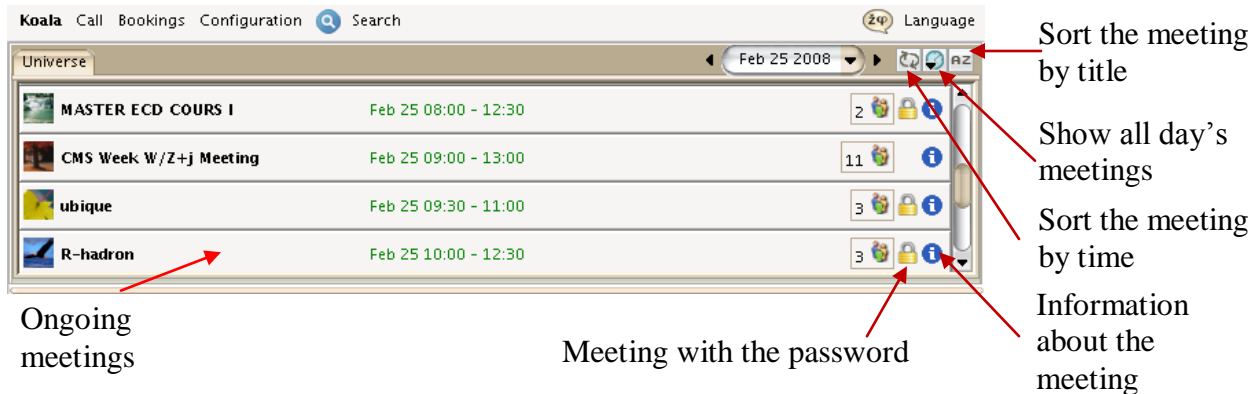 Koala Call Bookings Configuration Search žφ Language
Universe Feb 25 2008 AZ
MASTER ECD COURS I Feb 25 08:00 - 12:30 2
CMS Week W/Z+j Meeting Feb 25 09:00 - 13:00 11
ubique Feb 25 09:30 - 11:00 3
R-hadron Feb 25 10:00 - 12:30 3
Sort the meeting
by title
Show all day's
meetings
Sort the meeting
by time
Information
about the
meeting
Ongoing
meetings
Meeting with the password